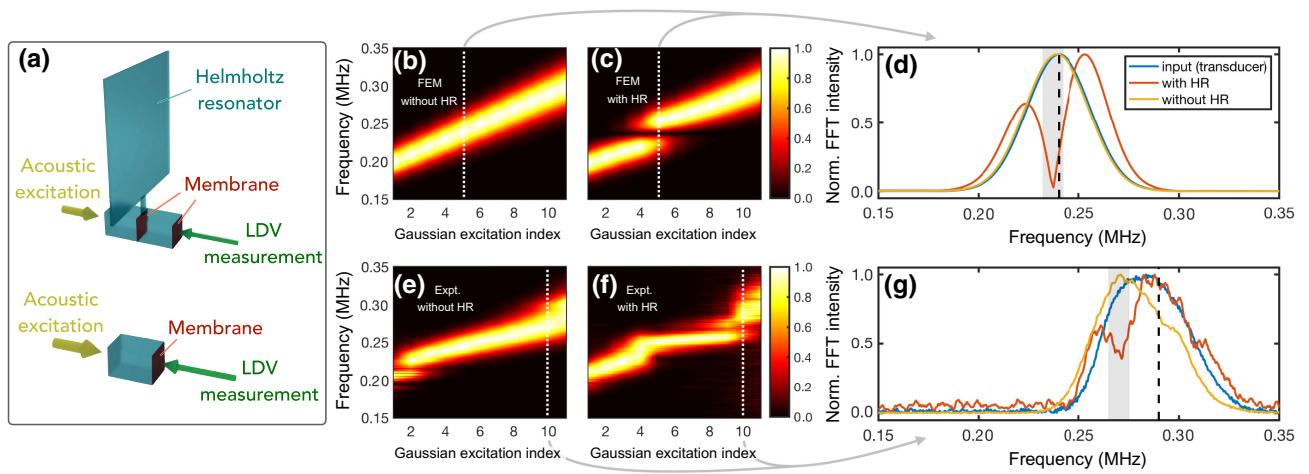 (a)
Helmholtz
resonator
Acoustic
excitation
Membrane
LDV
measurement
Acoustic
excitation
Membrane
LDV
measurement
(b)
FEM
without HR
Frequency (MHz)
0.35
0.30
0.25
0.20
0.15
2 4 6 8 10
Gaussian excitation index
(c)
FEM
with HR
2 4 6 8 10
Gaussian excitation index
1.0
0.8
0.6
0.4
0.2
0.0
(d)
Norm. FFT intensity
1.0
0.5
0.0
input (transducer)
with HR
without HR
0.15 0.20 0.25 0.30 0.35
Frequency (MHz)
(e)
Expt.
without HR
Frequency (MHz)
0.35
0.30
0.25
0.20
0.15
2 4 6 8 10
Gaussian excitation index
(f)
Expt.
with HR
2 4 6 8 10
Gaussian excitation index
1.0
0.8
0.6
0.4
0.2
0.0
(g)
Norm. FFT intensity
1.0
0.5
0.0
0.15 0.20 0.25 0.30 0.35
Frequency (MHz)